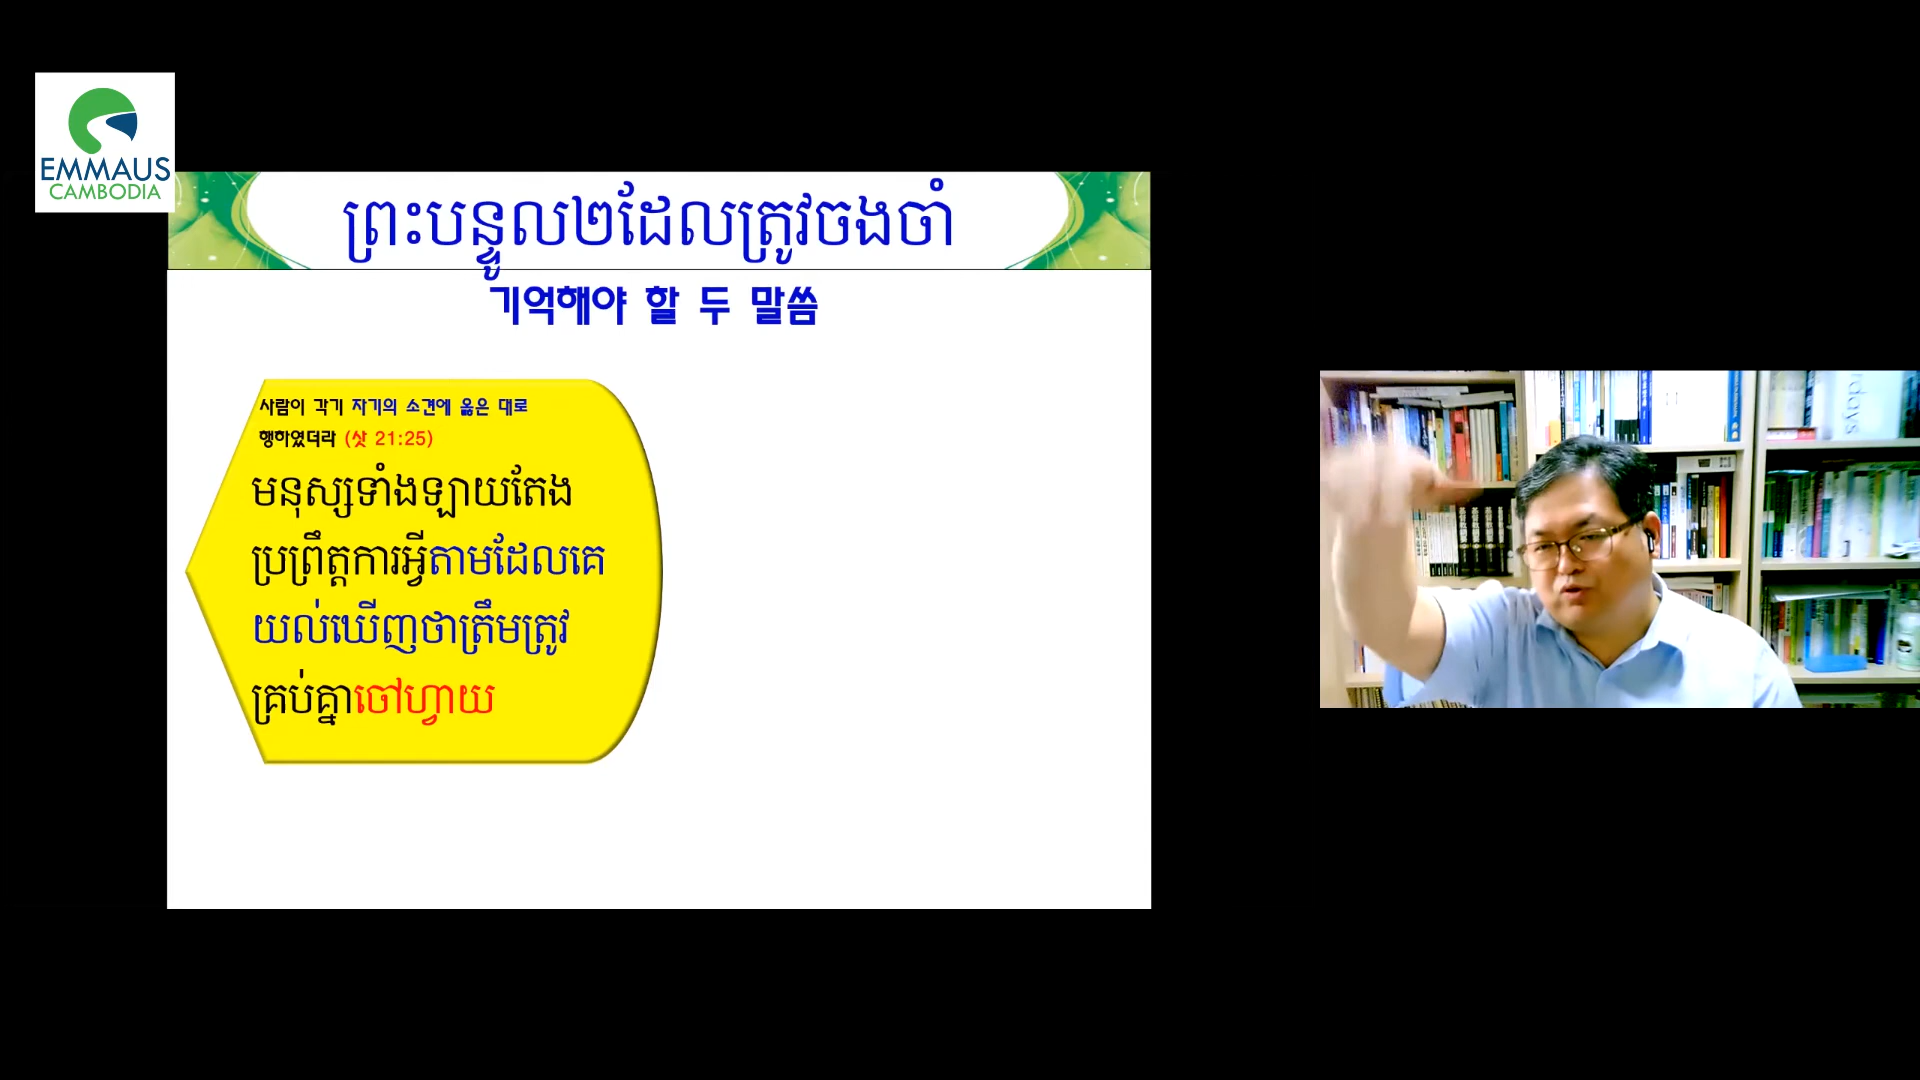 EMMAUS
CAMBODIA
ព្រះបន្ទូល២ដែលត្រូវចងចាំ
기억해야 할 두 말씀
사람이 각기 자기의 소견에 옳은 대로
행하였더라 (삿 21:25)
មនុស្សទាំងឡាយតែង
ប្រព្រឹត្តការអ្វីតាមដែលគេ
យល់ឃើញថាត្រឹមត្រូវ
គ្រប់គ្នាចៅហ្វាយ